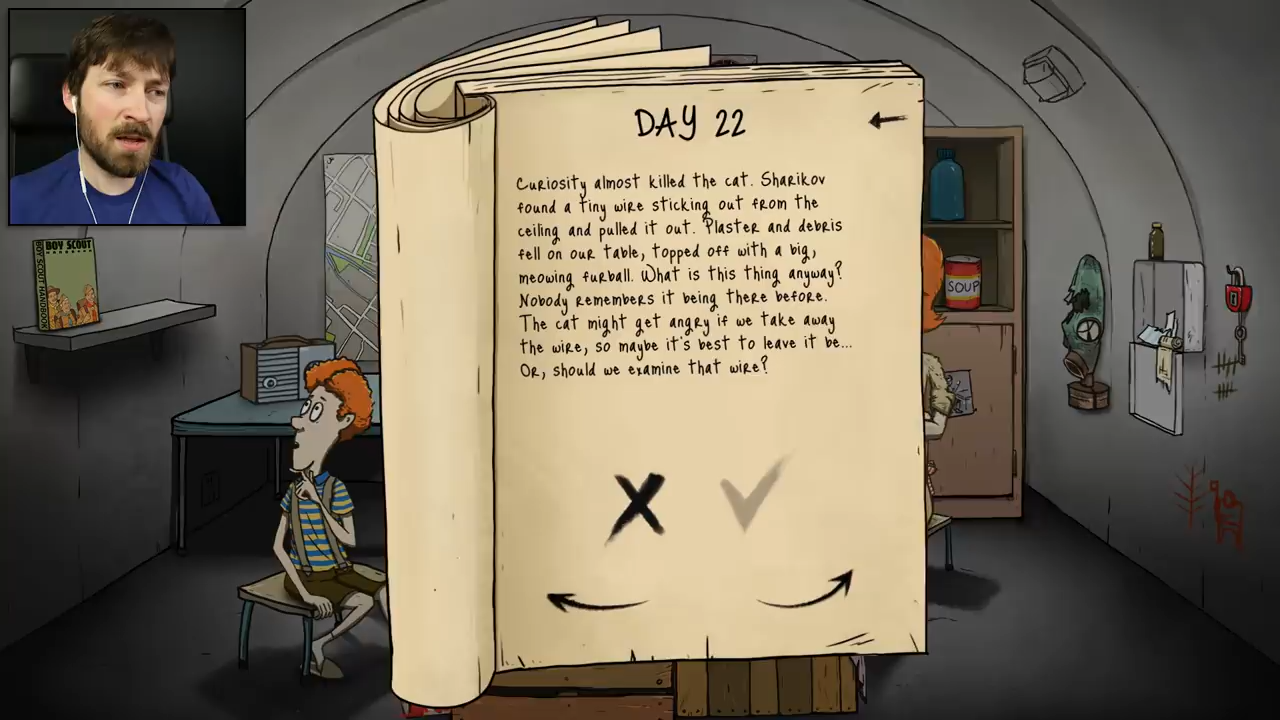 DAY 22
Curiosity almost killed the cat. Sharikov
found a tiny wire sticking out from the
ceiling and pulled it out. Plaster and debris
fell on our table, topped off with a big,
meowing furball. What is this thing anyway?
Nobody remembers it being there before.
The cat might get angry if we take away
the wire, so maybe it's best to leave it be...
Or, should we examine that wire?
BOY SCOUT
BOY SCOUT HANDBOOK
SOUP